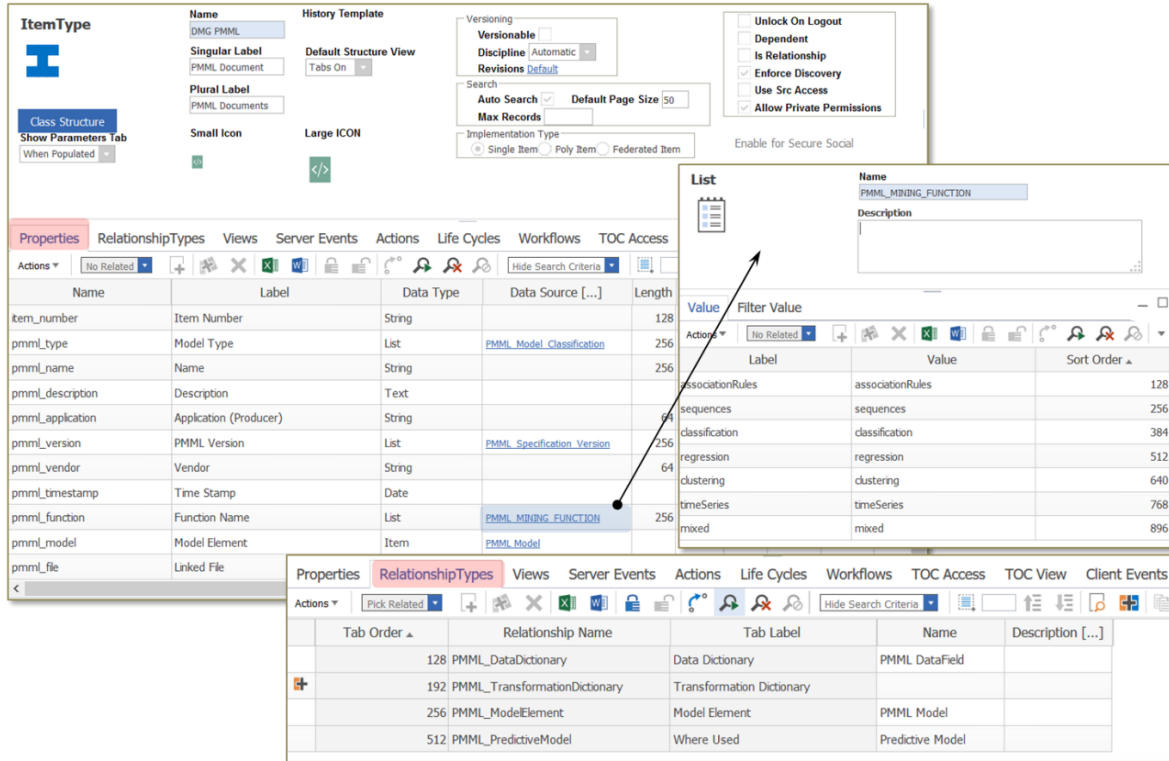 ItemType
Name
DMG PMML
Singular Label
PMML Document
Plural Label
PMML Documents
Small Icon
History Template
Default Structure View
Tabs On
Large ICON
Class Structure
Show Parameters Tab
When Populated
Versioning
Versionable
Discipline Automatic
Revisions Default
Search
Auto Search Default Page Size 50
Max Records
Implementation Type
Single Item Poly Item Federated Item
Unlock On Logout
Dependent
Is Relationship
Enforce Discovery
Use Src Access
Allow Private Permissions
Enable for Secure Social
Properties RelationshipTypes Views Server Events Actions Life Cycles Workflows TOC Access
Actions No Related Hide Search Criteria
Name Label Data Type Data Source [...] Length
item_number Item Number String 128
pmml_type Model Type List PMML_Model_Classification 256
pmml_name Name String 256
pmml_description Description Text
pmml_application Application (Producer) String 64
pmml_version PMML Version List PMML_Specification_Version 256
pmml_vendor Vendor String 64
pmml_timestamp Time Stamp Date
pmml_function Function Name List PMML_MINING_FUNCTION 256
pmml_model Model Element Item PMML Model
pmml_file Linked File
List
Name
PMML_MINING_FUNCTION
Description
Value Filter Value
Actions No Related
Label Value Sort Order
associationRules associationRules 128
sequences sequences 256
classification classification 384
regression regression 512
clustering clustering 640
timeSeries timeSeries 768
mixed mixed 896
Properties RelationshipTypes Views Server Events Actions Life Cycles Workflows TOC Access TOC View Client Events
Actions Pick Related Hide Search Criteria
Tab Order Relationship Name Tab Label Name Description [...]
128 PMML_DataDictionary Data Dictionary PMML DataField
192 PMML_TransformationDictionary Transformation Dictionary
256 PMML_ModelElement Model Element PMML Model
512 PMML_PredictiveModel Where Used Predictive Model